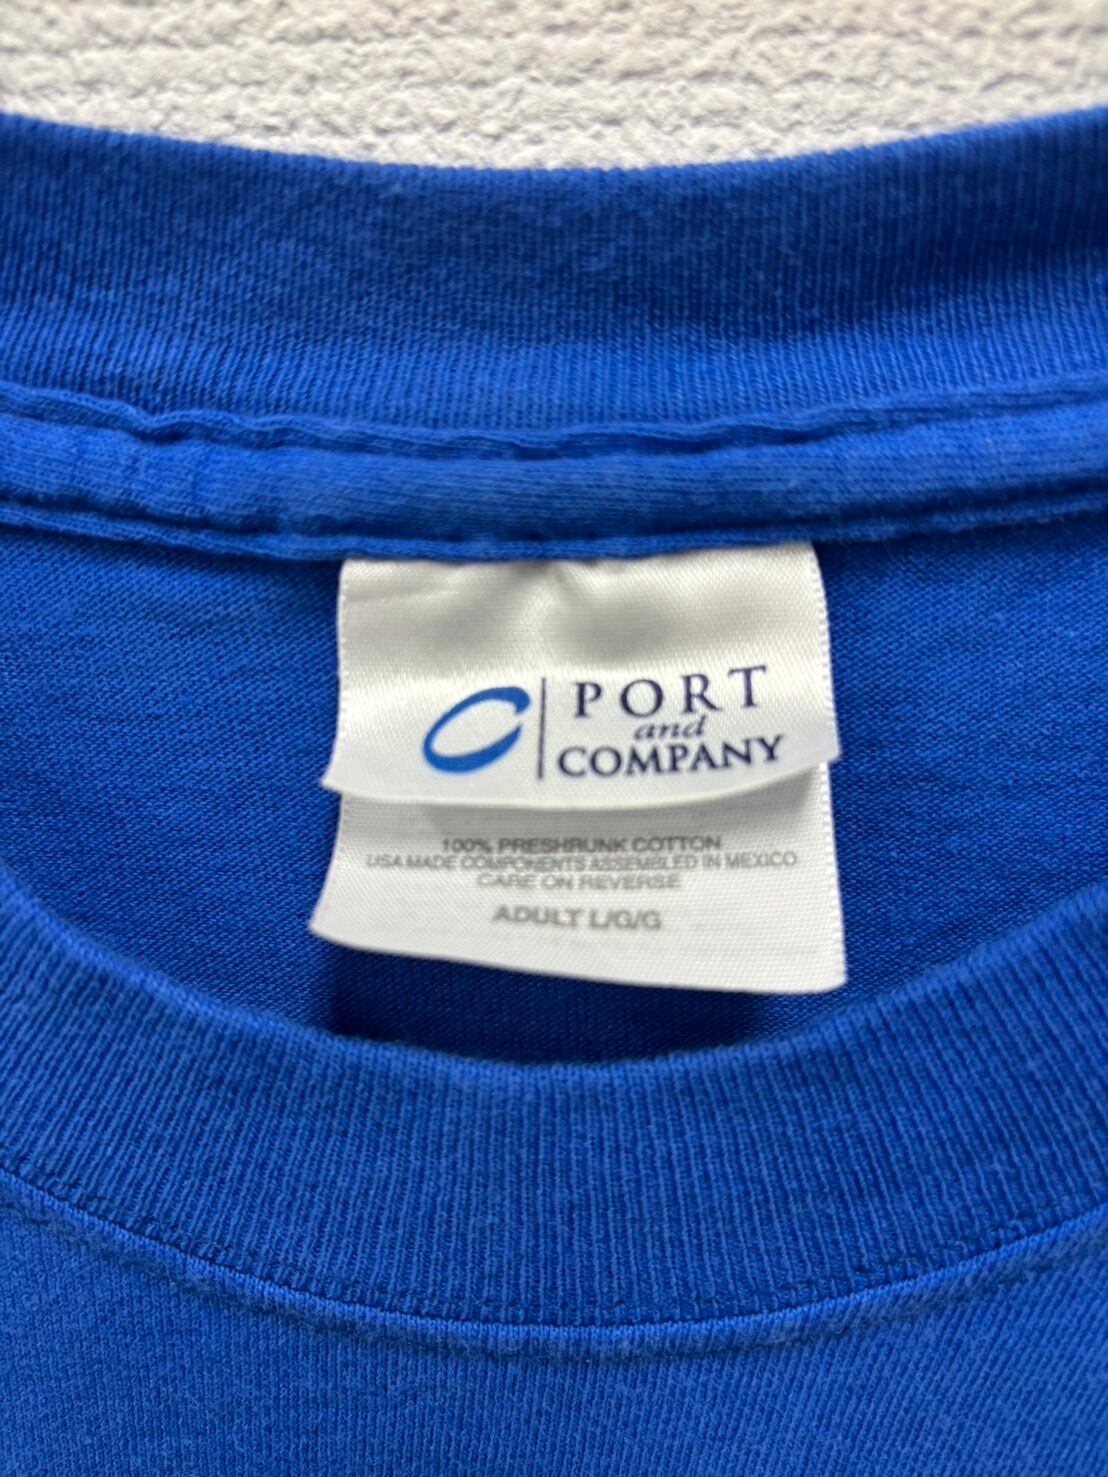 PORT
and
COMPANY
100% PRESHRUNK COTTON
USA MADE COMPONENTS ASSEMBLED IN MEXICO
CARE ON REVERSE
ADULT L/G/G